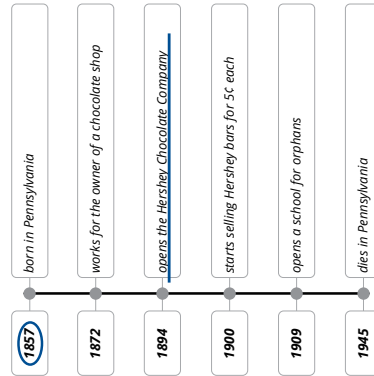 1857
born in Pennsylvania
1872
works for the owner of a chocolate shop
1894
opens the Hershey Chocolate Company
1900
starts selling Hershey bars for 5¢ each
1909
opens a school for orphans
1945
dies in Pennsylvania